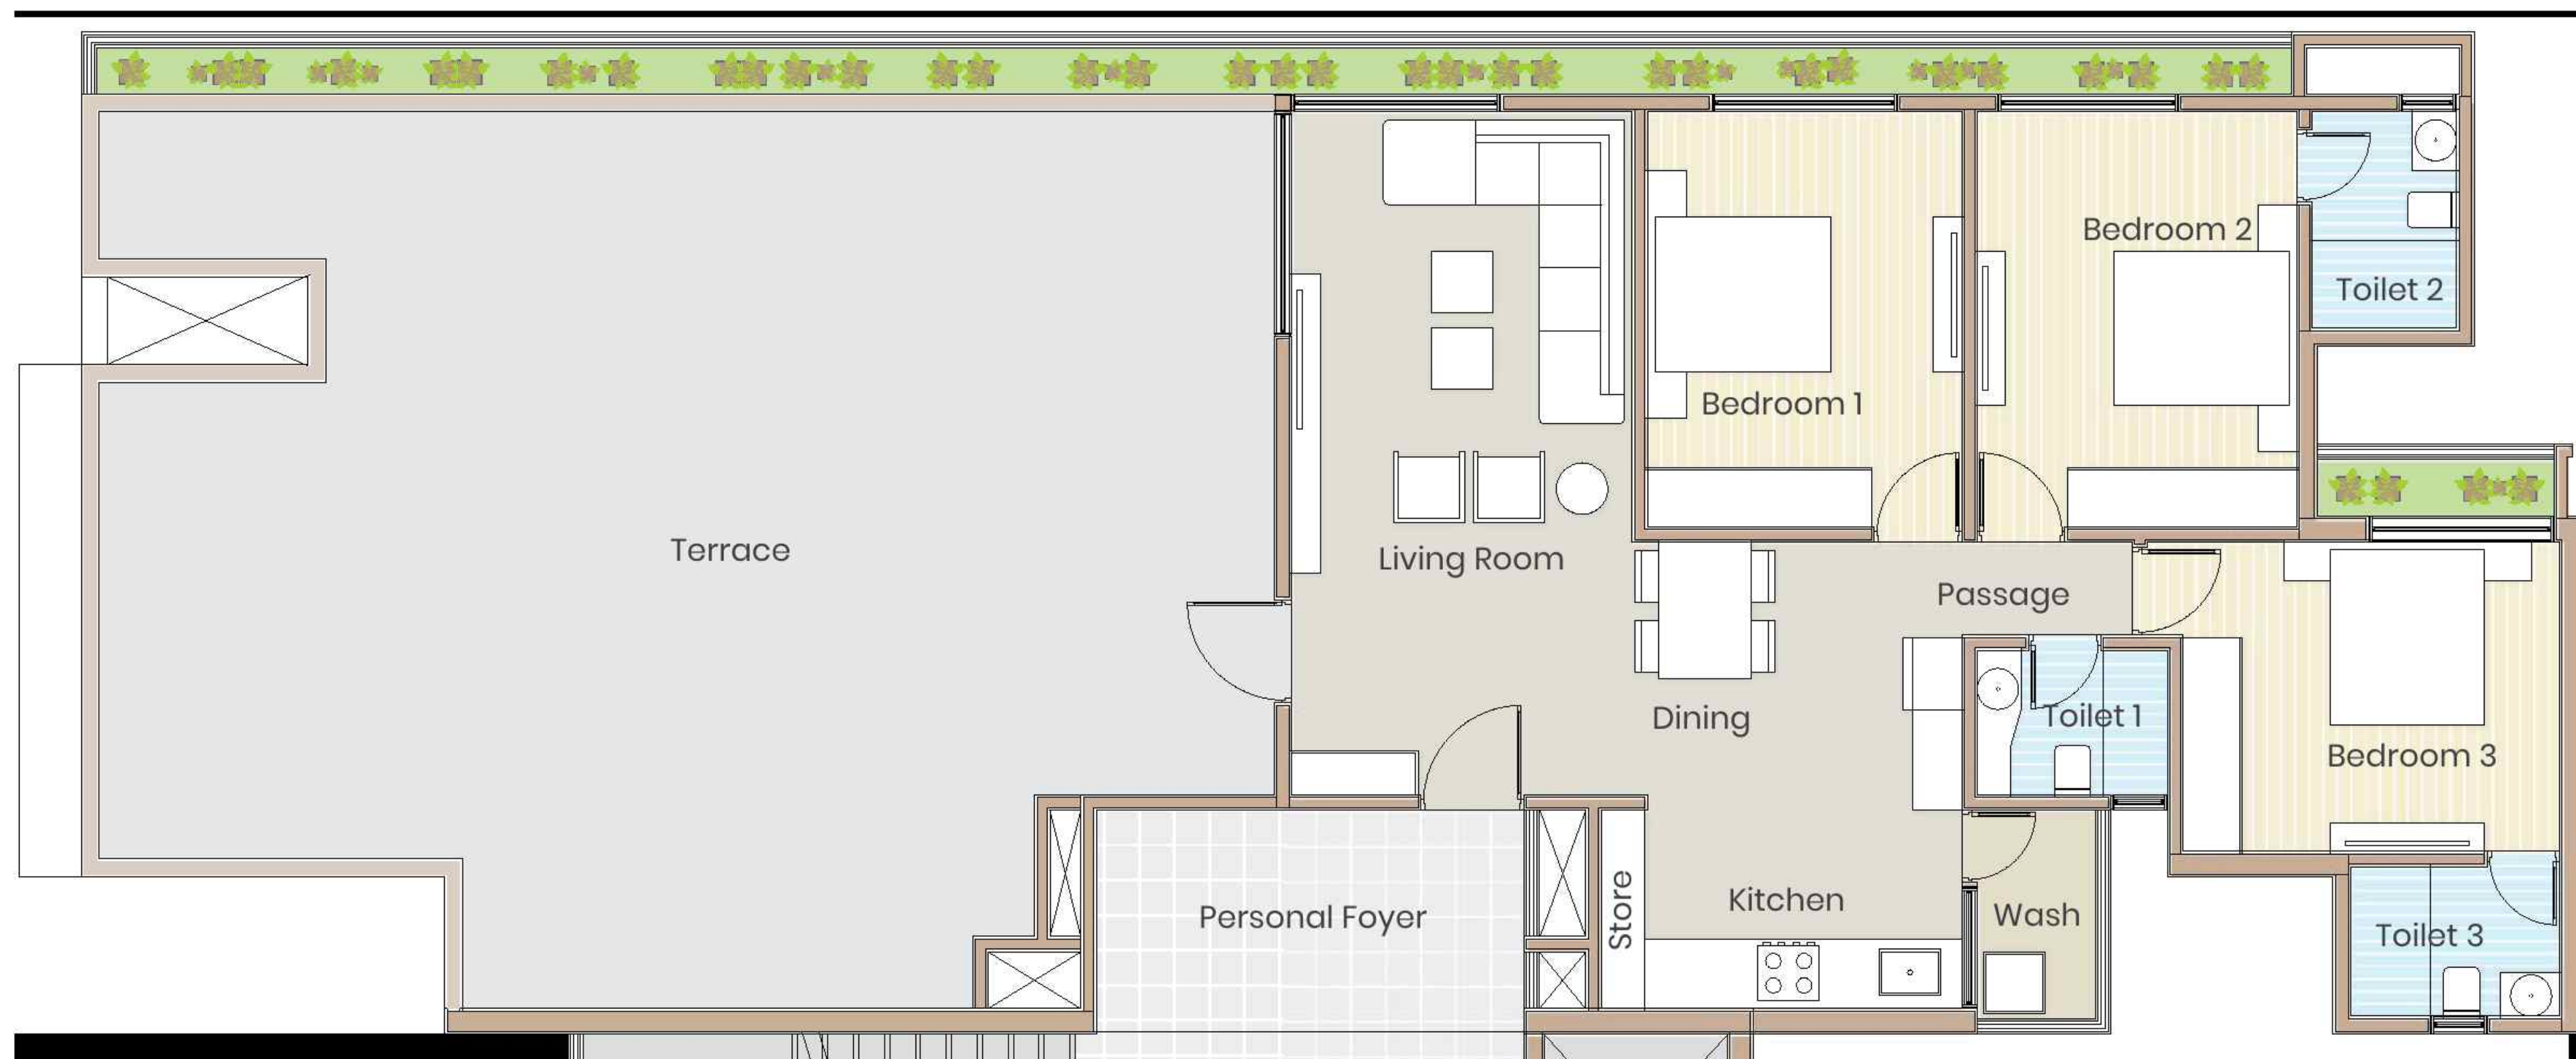 Bedroom 2
Toilet 2
Bedroom 1
Terrace
Living Room
Passage
Dining
Toilet 1
Bedroom 3
Store
Kitchen
Personal Foyer
Wash
Toilet 3